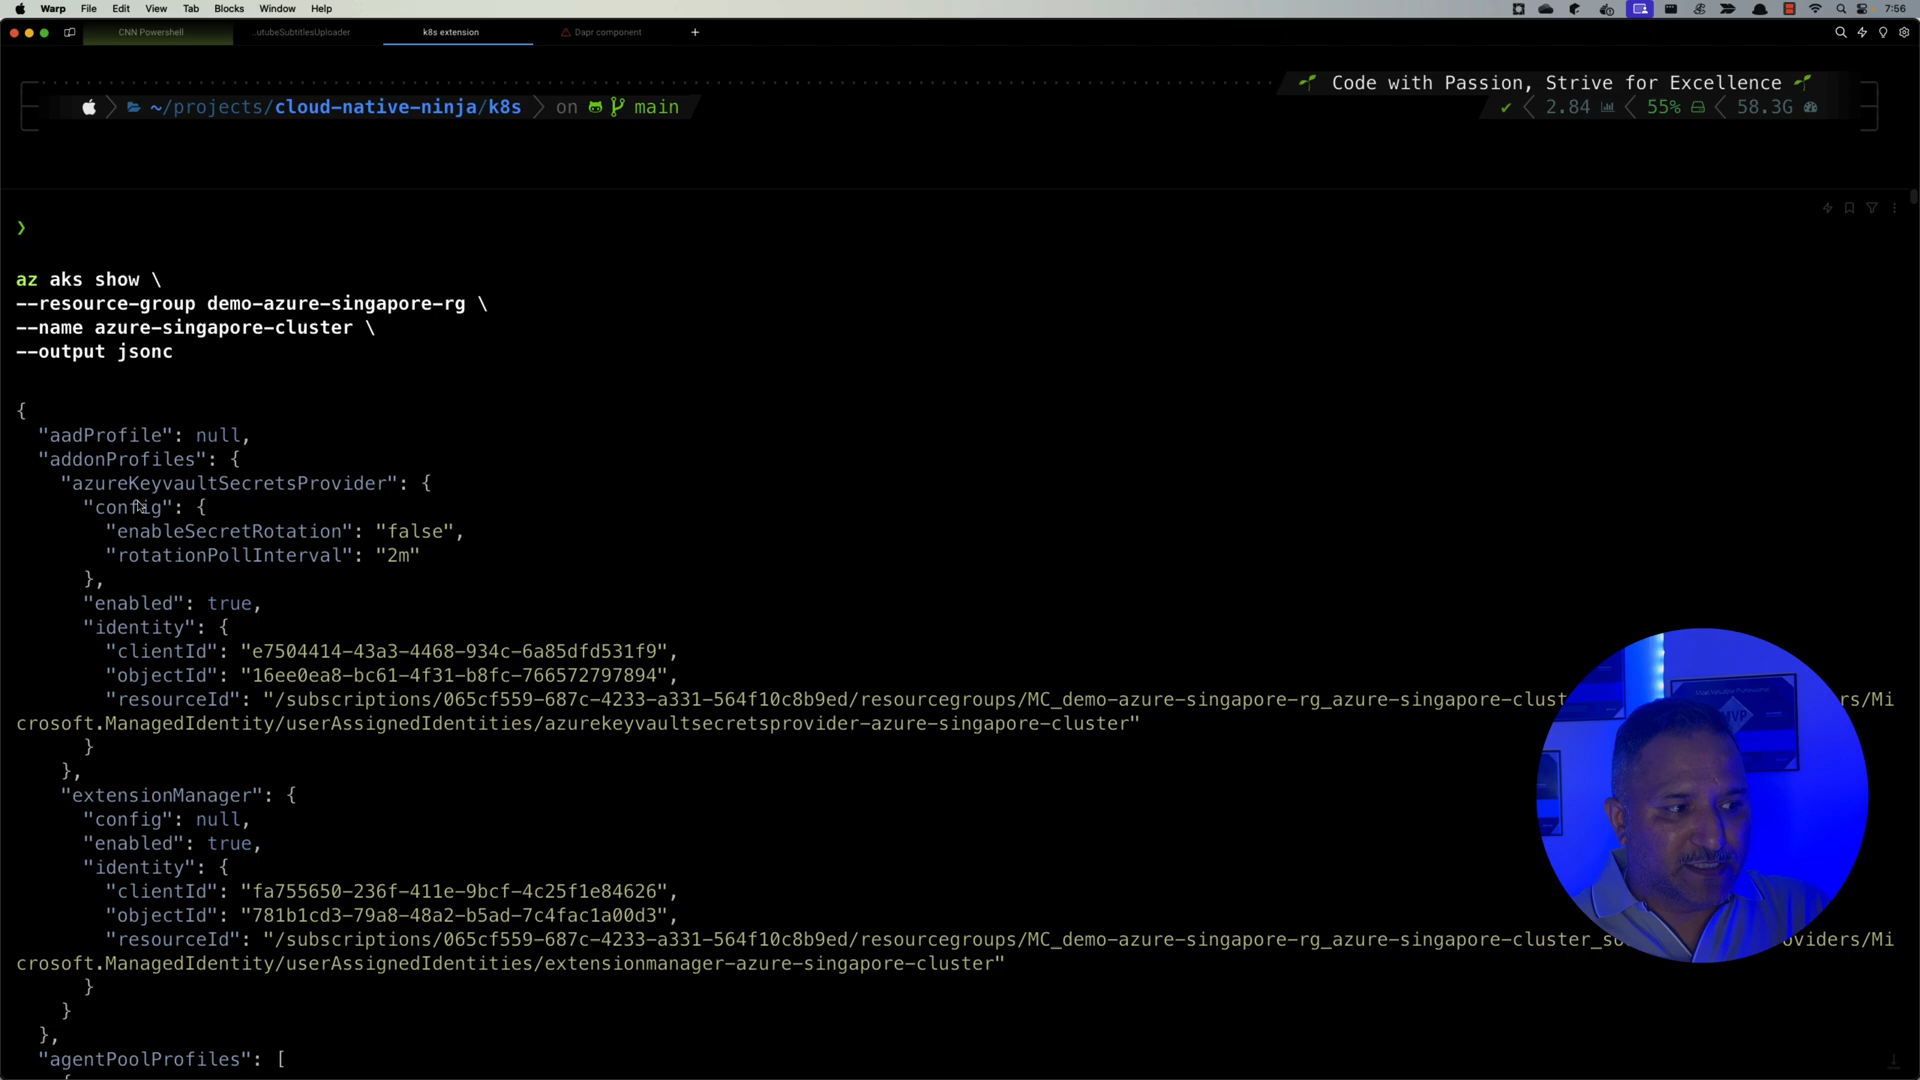 Warp File Edit View Tab Blocks Window Help 7:56
CNN Powershell ..utubeSubtitlesUploader k8s extension Dapr component +
Code with Passion, Strive for Excellence
~/projects/cloud-native-ninja/k8s on main ✔ 2.84 55% 58.3G
❯
az aks show \
--resource-group demo-azure-singapore-rg \
--name azure-singapore-cluster \
--output jsonc
{
"aadProfile": null,
"addonProfiles": {
"azureKeyvaultSecretsProvider": {
"config": {
"enableSecretRotation": "false",
"rotationPollInterval": "2m"
},
"enabled": true,
"identity": {
"clientId": "e7504414-43a3-4468-934c-6a85dfd531f9",
"objectId": "16ee0ea8-bc61-4f31-b8fc-766572797894",
"resourceId": "/subscriptions/065cf559-687c-4233-a331-564f10c8b9ed/resourcegroups/MC_demo-azure-singapore-rg_azure-singapore-clust rs/Mi
crosoft.ManagedIdentity/userAssignedIdentities/azurekeyvaultsecretsprovider-azure-singapore-cluster"
}
},
"extensionManager": {
"config": null,
"enabled": true,
"identity": {
"clientId": "fa755650-236f-411e-9bcf-4c25f1e84626",
"objectId": "781b1cd3-79a8-48a2-b5ad-7c4fac1a00d3",
"resourceId": "/subscriptions/065cf559-687c-4233-a331-564f10c8b9ed/resourcegroups/MC_demo-azure-singapore-rg_azure-singapore-cluster_so oviders/Mi
crosoft.ManagedIdentity/userAssignedIdentities/extensionmanager-azure-singapore-cluster"
}
}
},
"agentPoolProfiles": [